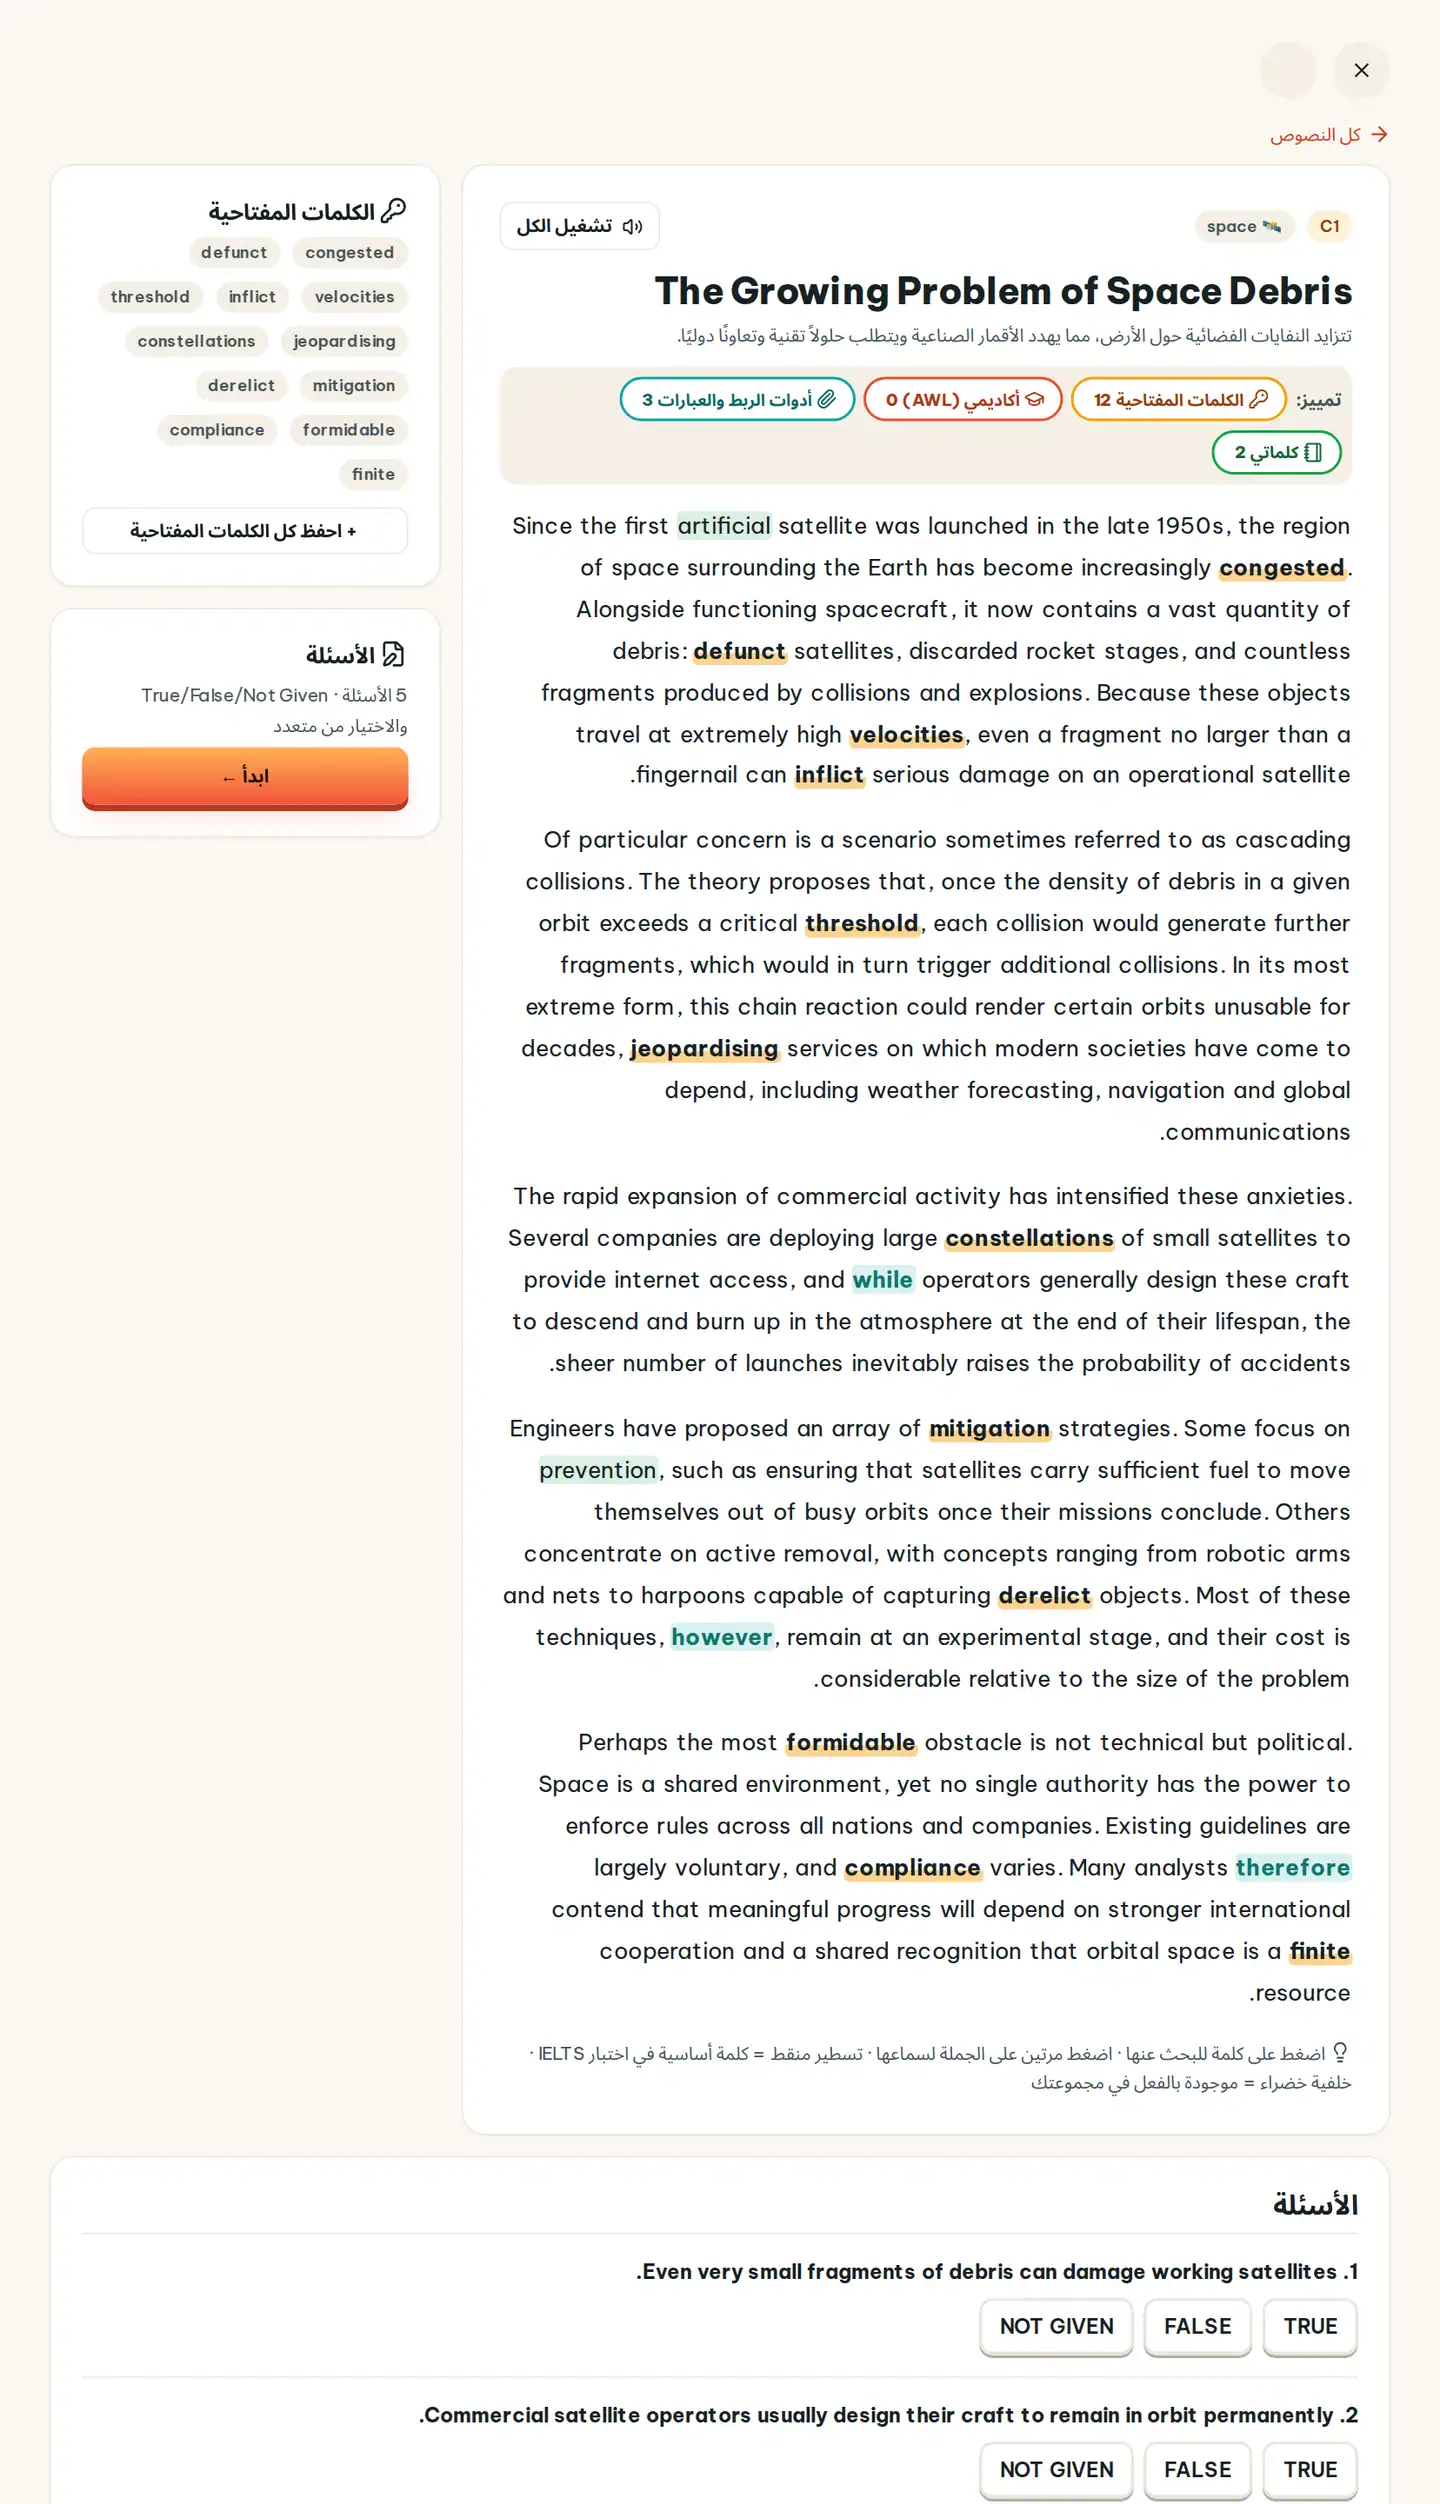 كل النصوص
C1 space
تشغيل الكل
The Growing Problem of Space Debris
تتزايد النفايات الفضائية حول الأرض، مما يهدد الأقمار الصناعية ويتطلب حلولاً تقنية وتعاونًا دوليًا.
تمييز: الكلمات المفتاحية 12 أكاديمي (AWL) 0 أدوات الربط والعبارات 3
كلماتي 2
Since the first artificial satellite was launched in the late 1950s, the region
of space surrounding the Earth has become increasingly congested.
Alongside functioning spacecraft, it now contains a vast quantity of
debris: defunct satellites, discarded rocket stages, and countless
fragments produced by collisions and explosions. Because these objects
travel at extremely high velocities, even a fragment no larger than a
.fingernail can inflict serious damage on an operational satellite
Of particular concern is a scenario sometimes referred to as cascading
collisions. The theory proposes that, once the density of debris in a given
orbit exceeds a critical threshold, each collision would generate further
fragments, which would in turn trigger additional collisions. In its most
extreme form, this chain reaction could render certain orbits unusable for
decades, jeopardising services on which modern societies have come to
depend, including weather forecasting, navigation and global
.communications
The rapid expansion of commercial activity has intensified these anxieties.
Several companies are deploying large constellations of small satellites to
provide internet access, and while operators generally design these craft
to descend and burn up in the atmosphere at the end of their lifespan, the
.sheer number of launches inevitably raises the probability of accidents
Engineers have proposed an array of mitigation strategies. Some focus on
prevention, such as ensuring that satellites carry sufficient fuel to move
themselves out of busy orbits once their missions conclude. Others
concentrate on active removal, with concepts ranging from robotic arms
and nets to harpoons capable of capturing derelict objects. Most of these
techniques, however, remain at an experimental stage, and their cost is
.considerable relative to the size of the problem
Perhaps the most formidable obstacle is not technical but political.
Space is a shared environment, yet no single authority has the power to
enforce rules across all nations and companies. Existing guidelines are
largely voluntary, and compliance varies. Many analysts therefore
contend that meaningful progress will depend on stronger international
cooperation and a shared recognition that orbital space is a finite
.resource
اضغط على كلمة للبحث عنها · اضغط مرتين على الجملة لسماعها · تسطير منقط = كلمة أساسية في اختبار IELTS ·
خلفية خضراء = موجودة بالفعل في مجموعتك
الكلمات المفتاحية
congested defunct
velocities inflict threshold
jeopardising constellations
mitigation derelict
formidable compliance
finite
+ احفظ كل الكلمات المفتاحية
الأسئلة
5 الأسئلة · True/False/Not Given
والاختيار من متعدد
ابدأ ←
الأسئلة
1. Even very small fragments of debris can damage working satellites.
TRUE FALSE NOT GIVEN
2. Commercial satellite operators usually design their craft to remain in orbit permanently.
TRUE FALSE NOT GIVEN